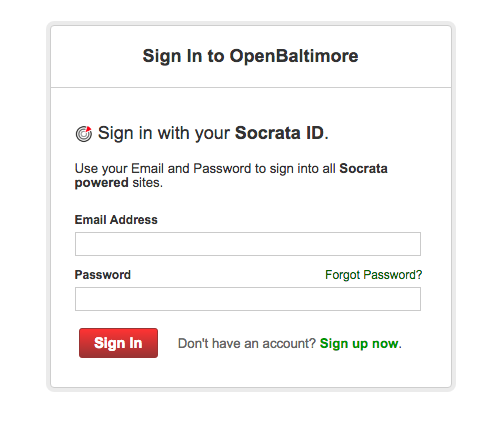 Sign In to OpenBaltimore
Sign in with your Socrata ID.
Use your Email and Password to sign into all Socrata
powered sites.
Email Address
Password
Forgot Password?
Sign In
Don't have an account? Sign up now.